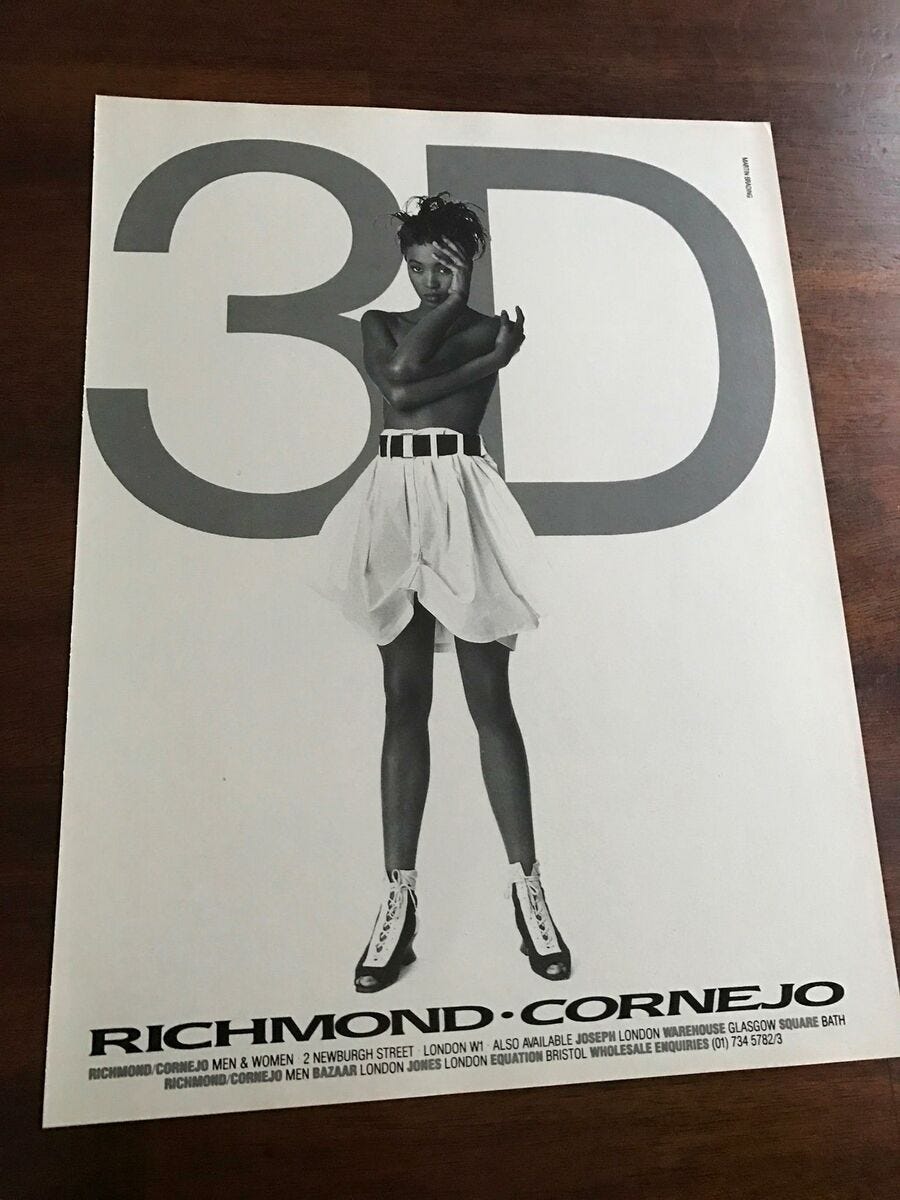 3D
MARTIN BRADING
RICHMOND · CORNEJO
RICHMOND/CORNEJO MEN & WOMEN · 2 NEWBURGH STREET · LONDON W1 · ALSO AVAILABLE JOSEPH LONDON WAREHOUSE GLASGOW SQUARE BATH
RICHMOND/CORNEJO MEN BAZAAR LONDON JONES LONDON EQUATION BRISTOL WHOLESALE ENQUIRIES (01) 734 5782/3